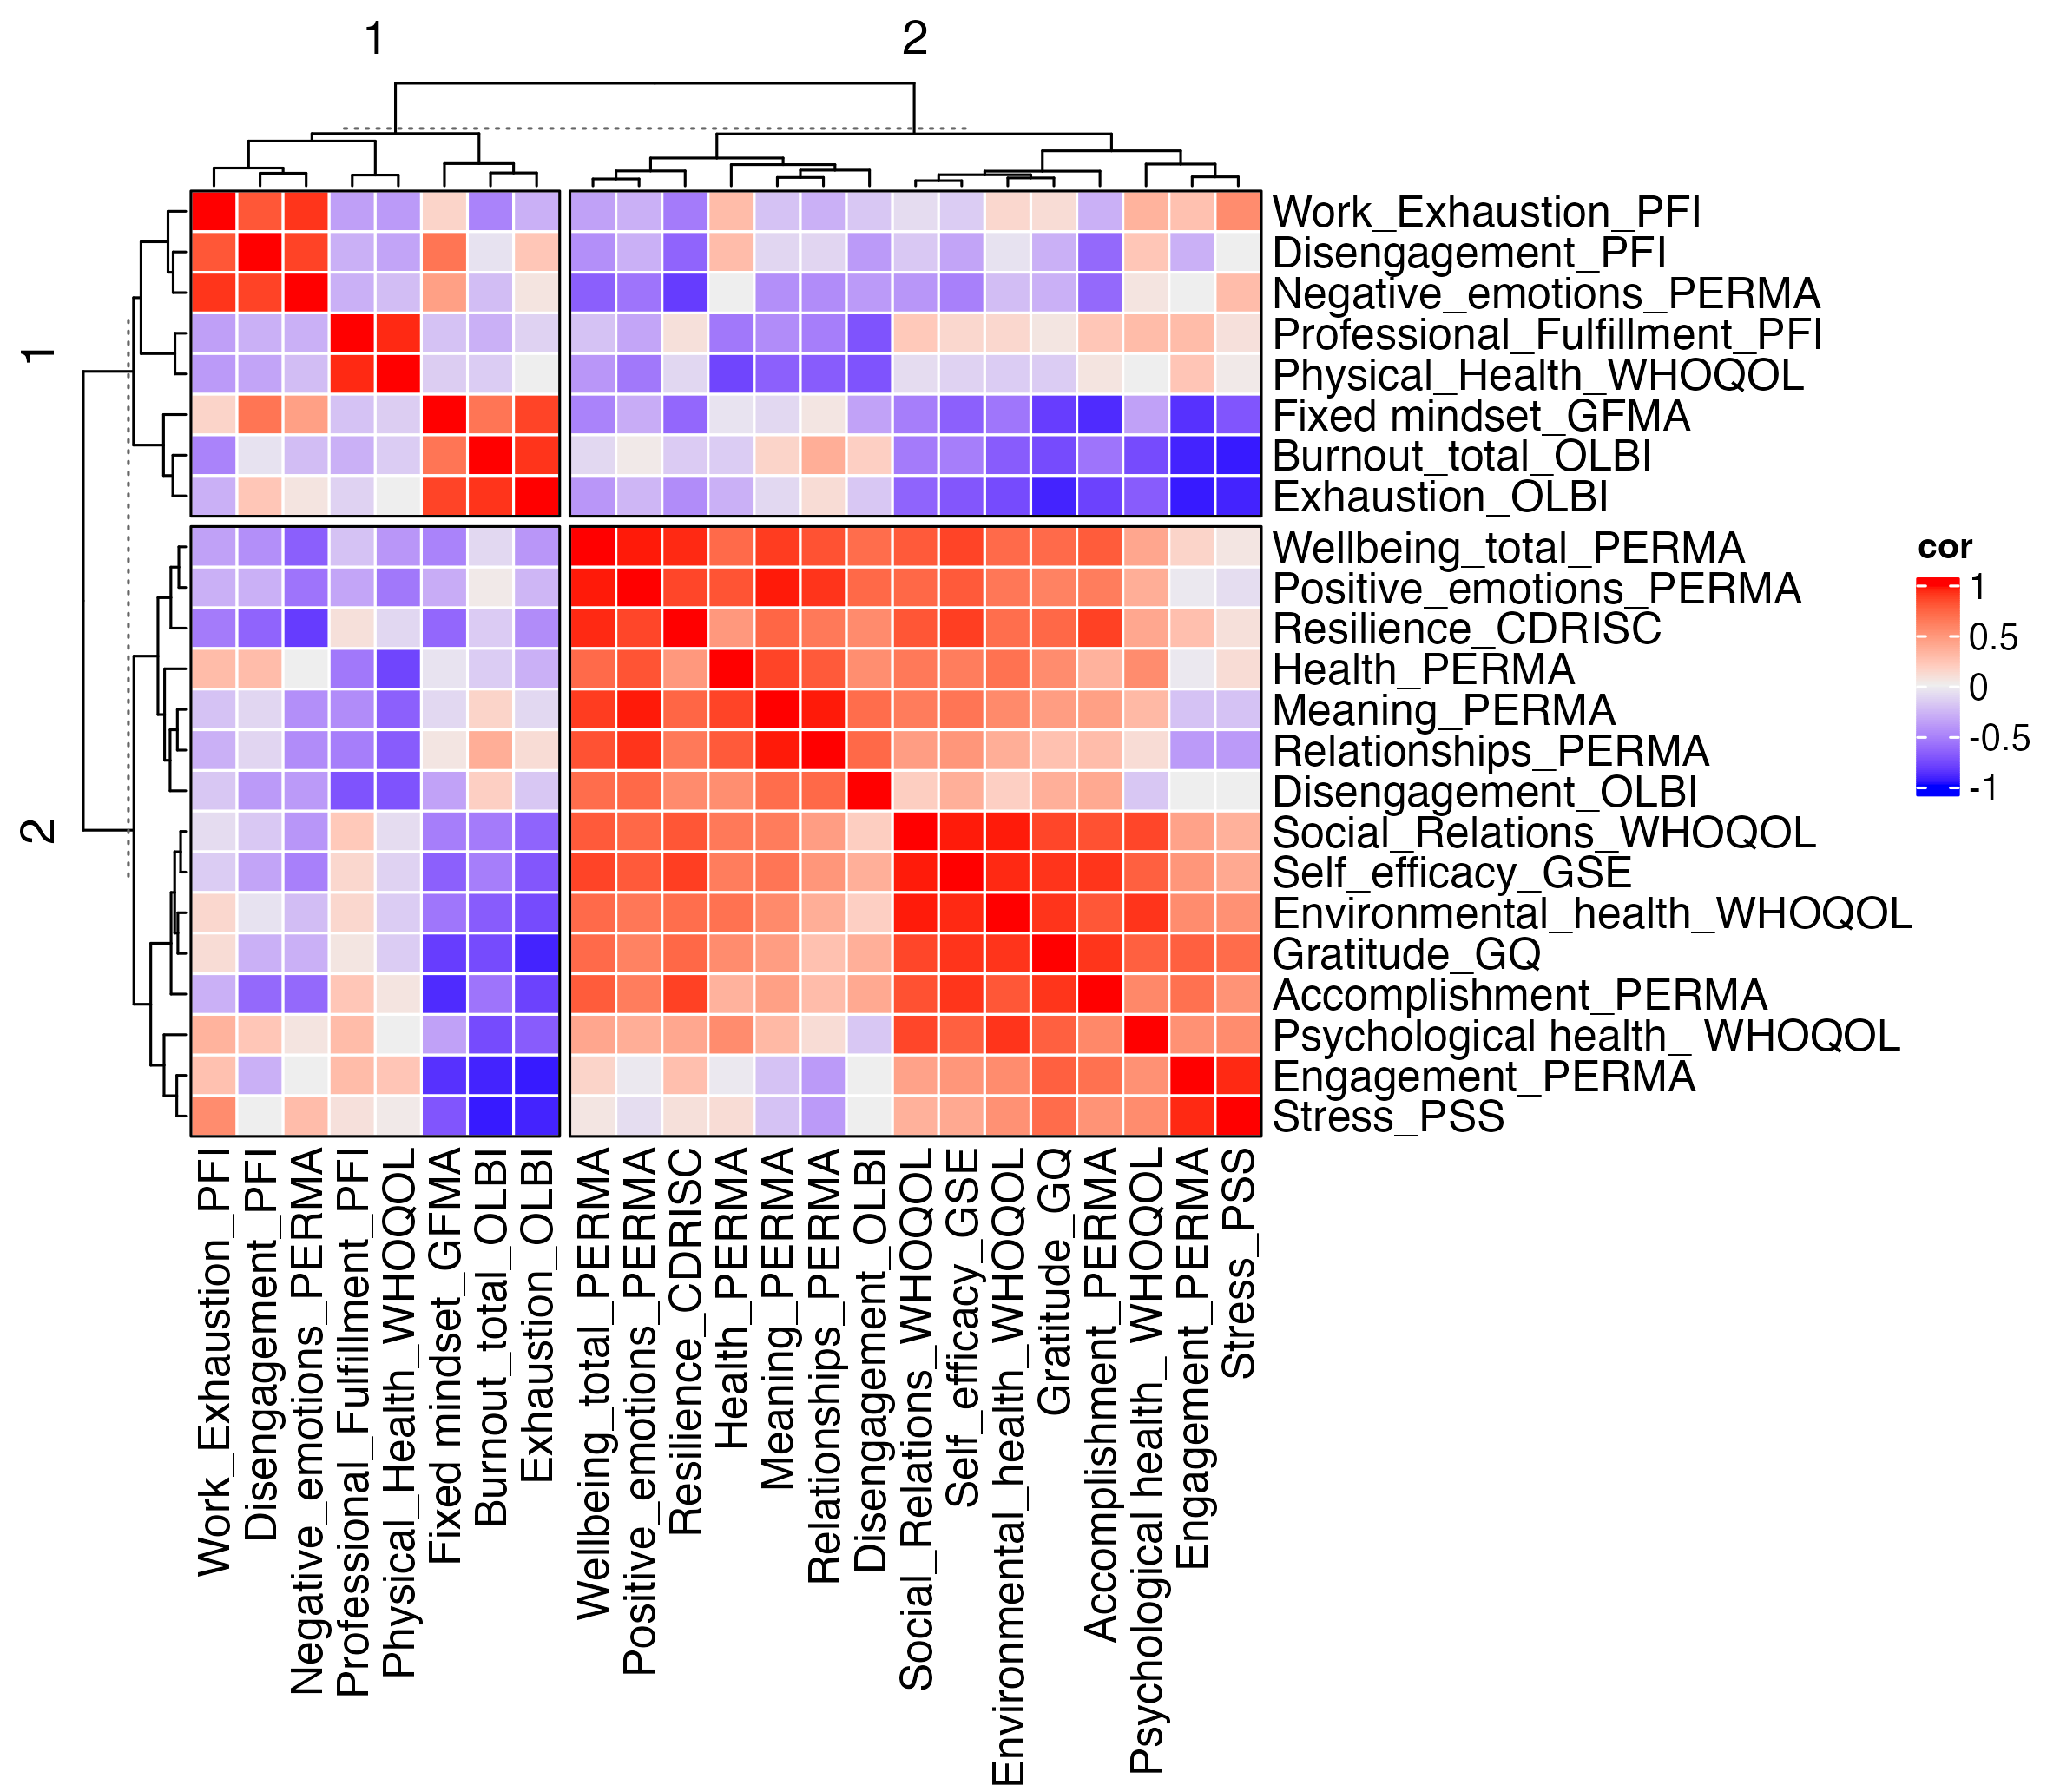 1
2
1
2
Work_Exhaustion_PFI
Disengagement_PFI
Negative_emotions_PERMA
Professional_Fulfillment_PFI
Physical_Health_WHOQOL
Fixed mindset_GFMA
Burnout_total_OLBI
Exhaustion_OLBI
Wellbeing_total_PERMA
Positive_emotions_PERMA
Resilience_CDRISC
Health_PERMA
Meaning_PERMA
Relationships_PERMA
Disengagement_OLBI
Social_Relations_WHOQOL
Self_efficacy_GSE
Environmental_health_WHOQOL
Gratitude_GQ
Accomplishment_PERMA
Psychological health_ WHOQOL
Engagement_PERMA
Stress_PSS
cor
1
0.5
0
-0.5
-1
Work_Exhaustion_PFI
Disengagement_PFI
Negative_emotions_PERMA
Professional_Fulfillment_PFI
Physical_Health_WHOQOL
Fixed mindset_GFMA
Burnout_total_OLBI
Exhaustion_OLBI
Wellbeing_total_PERMA
Positive_emotions_PERMA
Resilience_CDRISC
Health_PERMA
Meaning_PERMA
Relationships_PERMA
Disengagement_OLBI
Social_Relations_WHOQOL
Self_efficacy_GSE
Environmental_health_WHOQOL
Gratitude_GQ
Accomplishment_PERMA
Psychological health_ WHOQOL
Engagement_PERMA
Stress_PSS